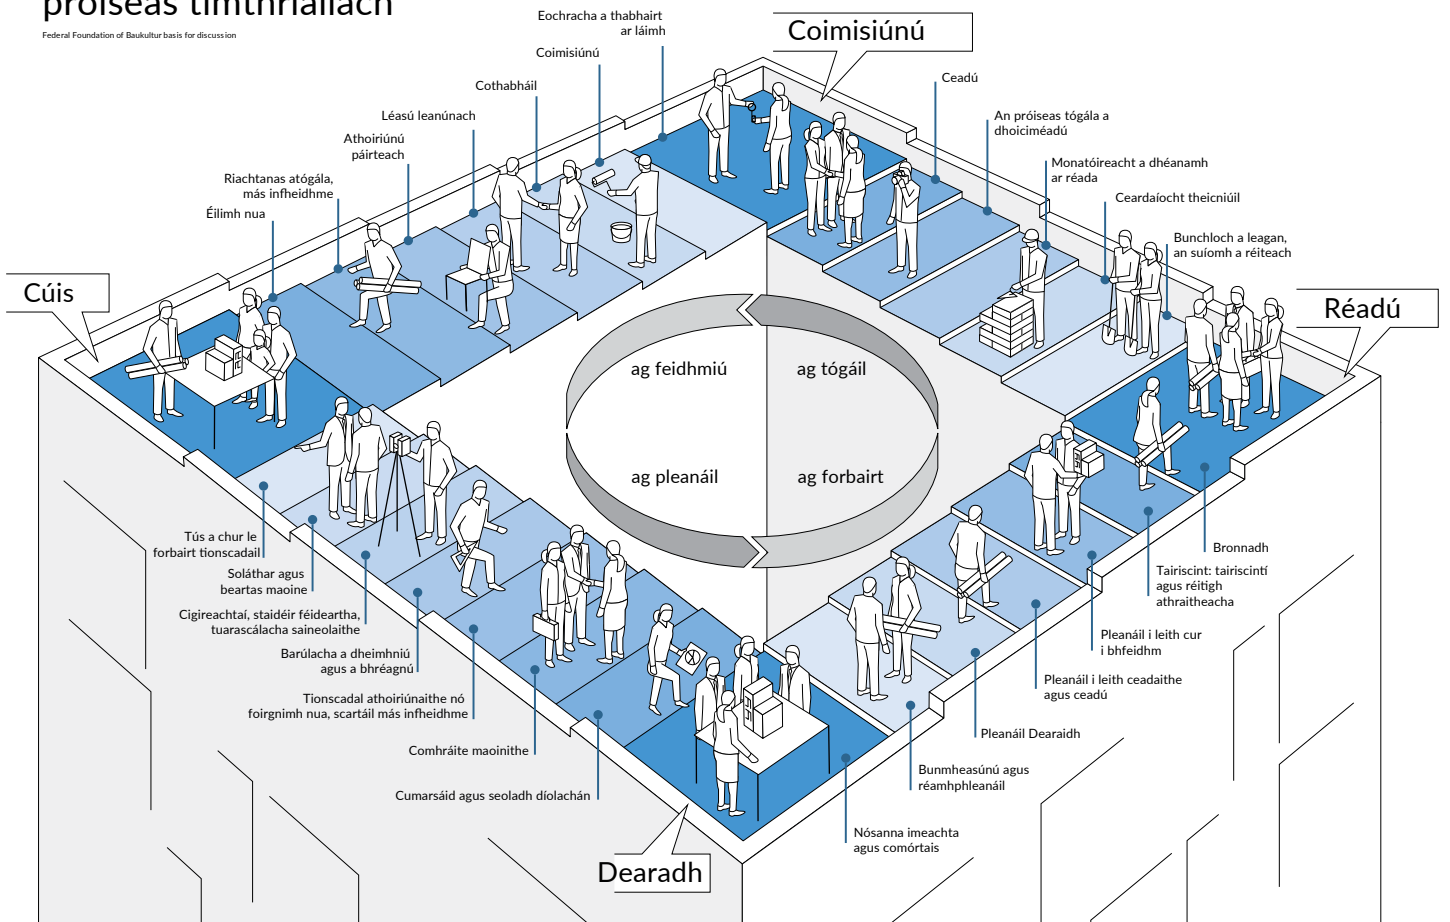 próiseas timthriallach
Federal Foundation of Baukultur basis for discussion
Eochracha a thabhairt
ar láimh
Coimisiúnú
Cothabháil
Léasú leanúnach
Athoiriúnú
páirteach
Riachtanas atógála,
más infheidhme
Éilimh nua
Cúis
Coimisiúnú
Ceadú
An próiseas tógála a
dhoiciméadú
Monatóireacht a dhéanamh
ar réada
Ceardaíocht theicniúil
Bunchloch a leagan,
an suíomh a réiteach
Réadú
ag feidhmiú
ag tógáil
ag pleanáil
ag forbairt
Tús a chur le
forbairt tionscadail
Soláthar agus
beartas maoine
Cigireachtaí, staidéir féideartha,
tuarascálacha saineolaithe
Barúlacha a dheimhniú
agus a bhréagnú
Tionscadal athoiriúnaithe nó
foirgnimh nua, scartáil más infheidhme
Comhráite maoinithe
Cumarsáid agus seoladh díolachán
Dearadh
Bronnadh
Tairiscint: tairiscintí
agus réitigh
athraitheacha
Pleanáil i leith cur
i bhfeidhm
Pleanáil i leith ceadaithe
agus ceadú
Pleanáil Dearaidh
Bunmheasúnú agus
réamhphleanáil
Nósanna imeachta
agus comórtais